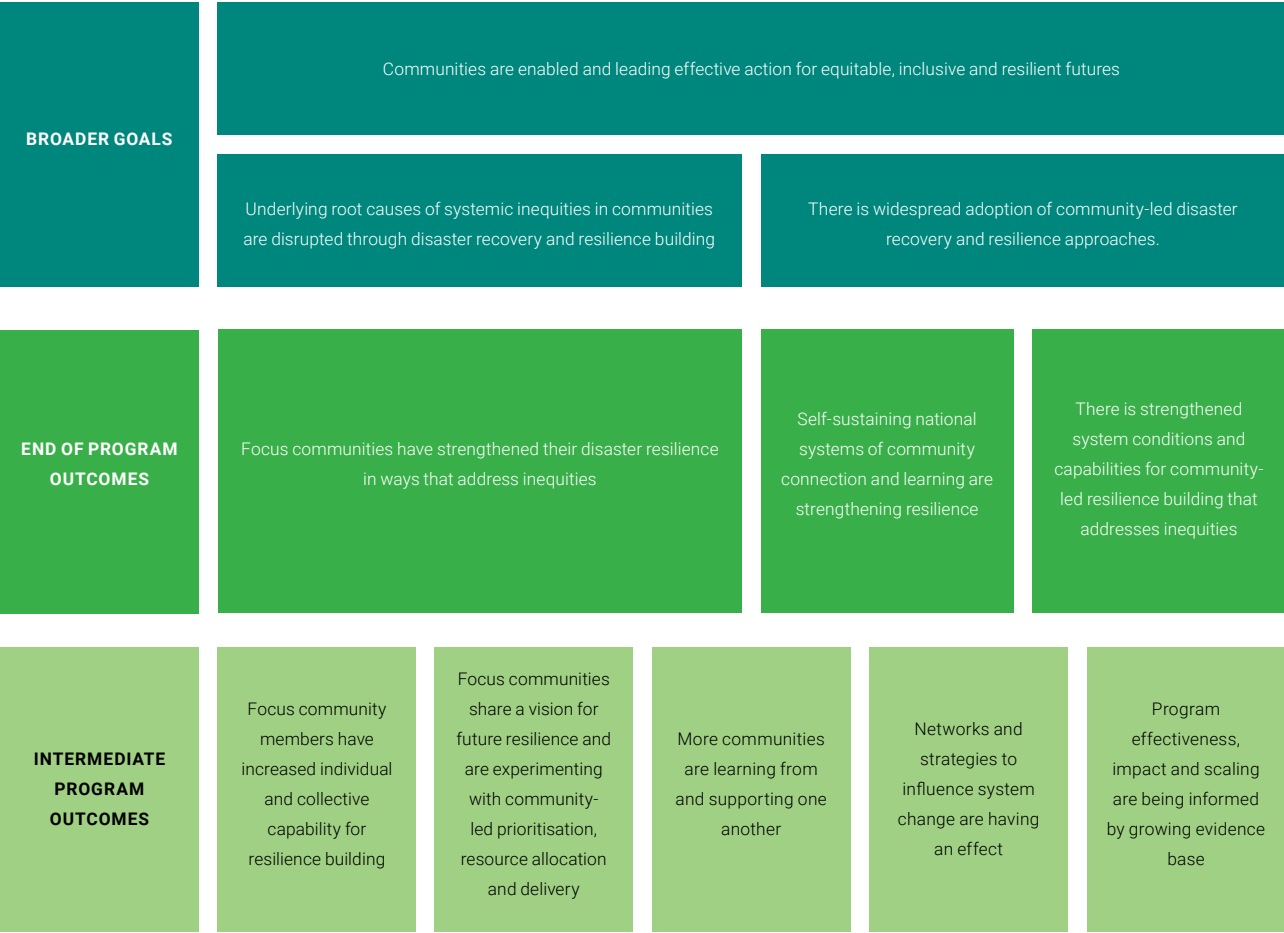 BROADER GOALS
Communities are enabled and leading effective action for equitable, inclusive and resilient futures
Underlying root causes of systemic inequities in communities
are disrupted through disaster recovery and resilience building
There is widespread adoption of community-led disaster
recovery and resilience approaches.
END OF PROGRAM
OUTCOMES
Focus communities have strengthened their disaster resilience
in ways that address inequities
Self-sustaining national
systems of community
connection and learning are
strengthening resilience
There is strengthened
system conditions and
capabilities for community-
led resilience building that
addresses inequities
INTERMEDIATE
PROGRAM
OUTCOMES
Focus community
members have
increased individual
and collective
capability for
resilience building
Focus communities
share a vision for
future resilience and
are experimenting
with community-
led prioritisation,
resource allocation
and delivery
More communities
are learning from
and supporting one
another
Networks and
strategies to
influence system
change are having
an effect
Program
effectiveness,
impact and scaling
are being informed
by growing evidence
base